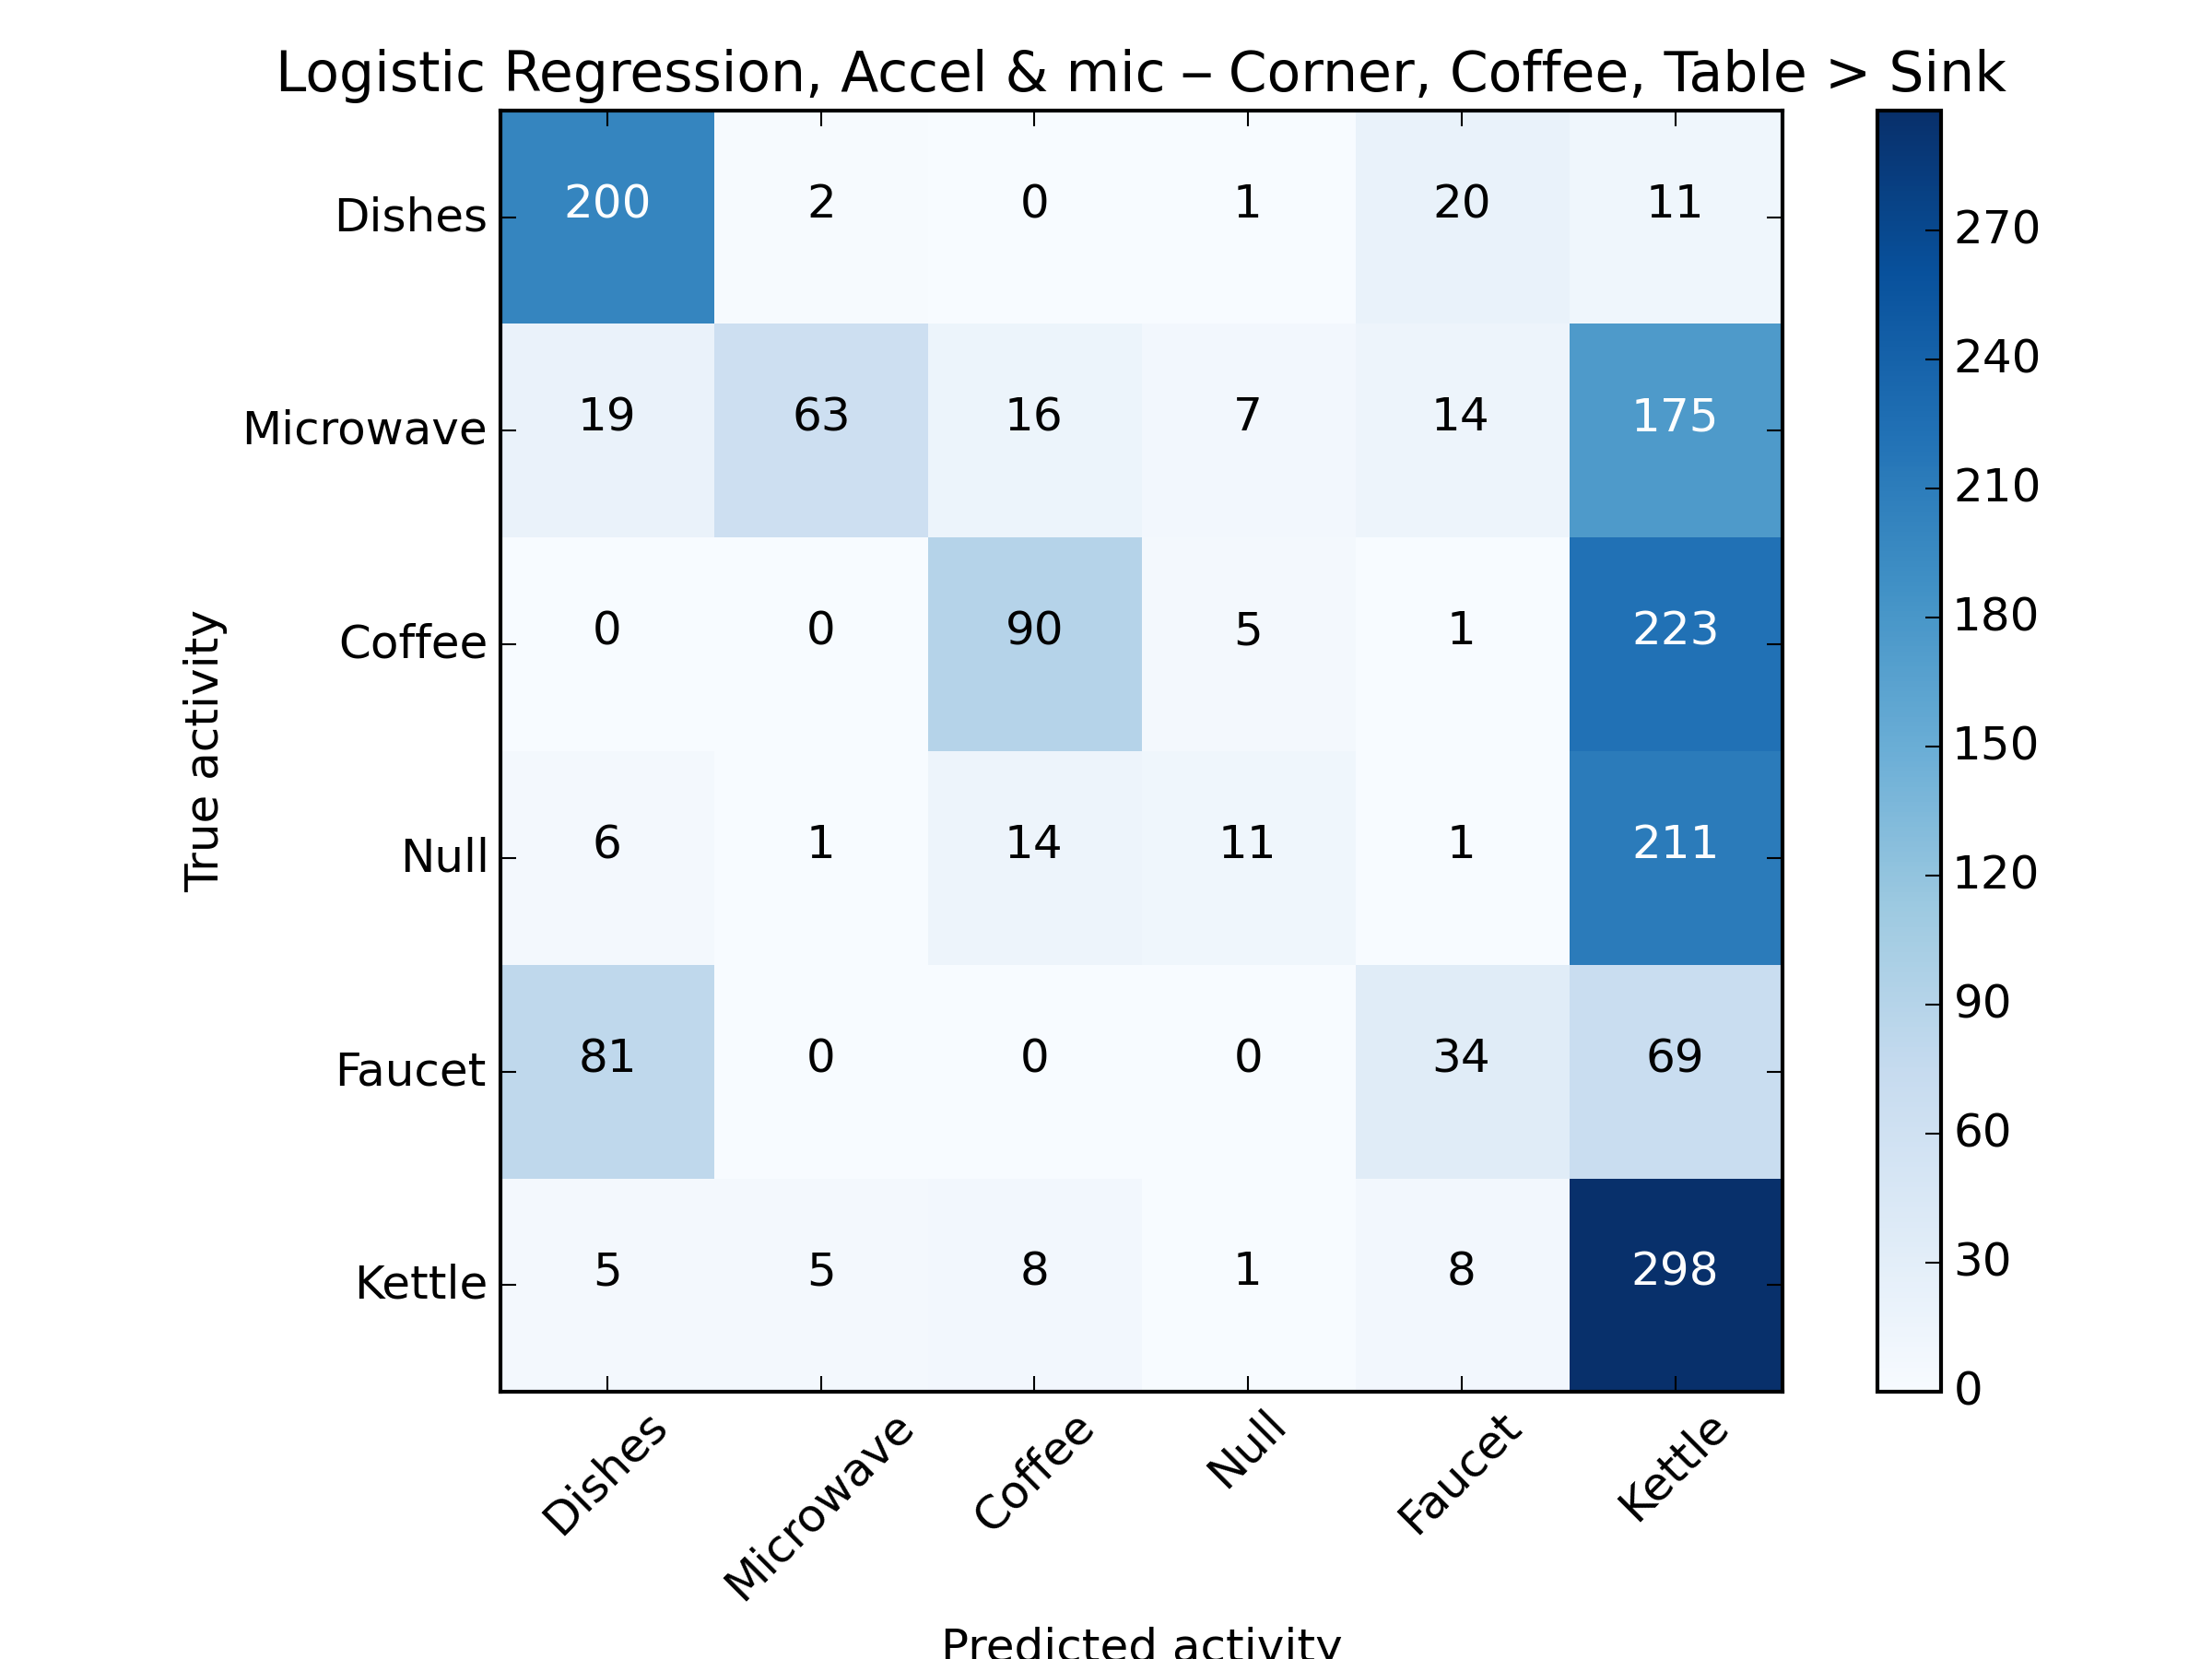 Logistic Regression, Accel & mic – Corner, Coffee, Table > Sink
True activity
Dishes 200 2 0 1 20 11
Microwave 19 63 16 7 14 175
Coffee 0 0 90 5 1 223
Null 6 1 14 11 1 211
Faucet 81 0 0 0 34 69
Kettle 5 5 8 1 8 298
Dishes Microwave Coffee Null Faucet Kettle
Predicted activity
270
240
210
180
150
120
90
60
30
0